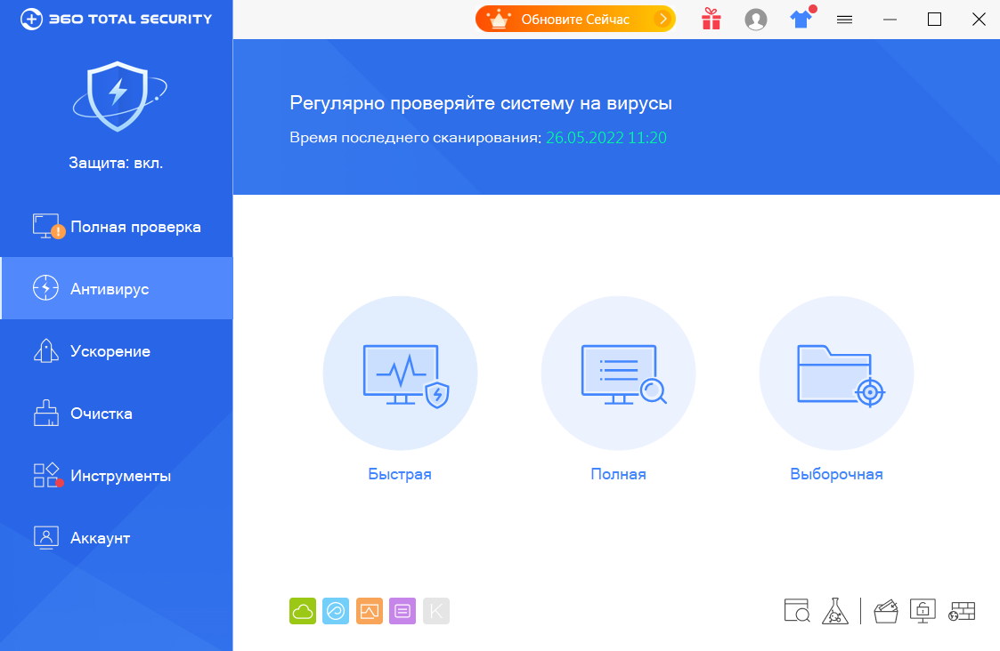 360 TOTAL SECURITY
Обновите Сейчас
Защита: вкл.
Полная проверка
Антивирус
Ускорение
Очистка
Инструменты
Аккаунт
Регулярно проверяйте систему на вирусы
Время последнего сканирования: 26.05.2022 11:20
Быстрая
Полная
Выборочная
K